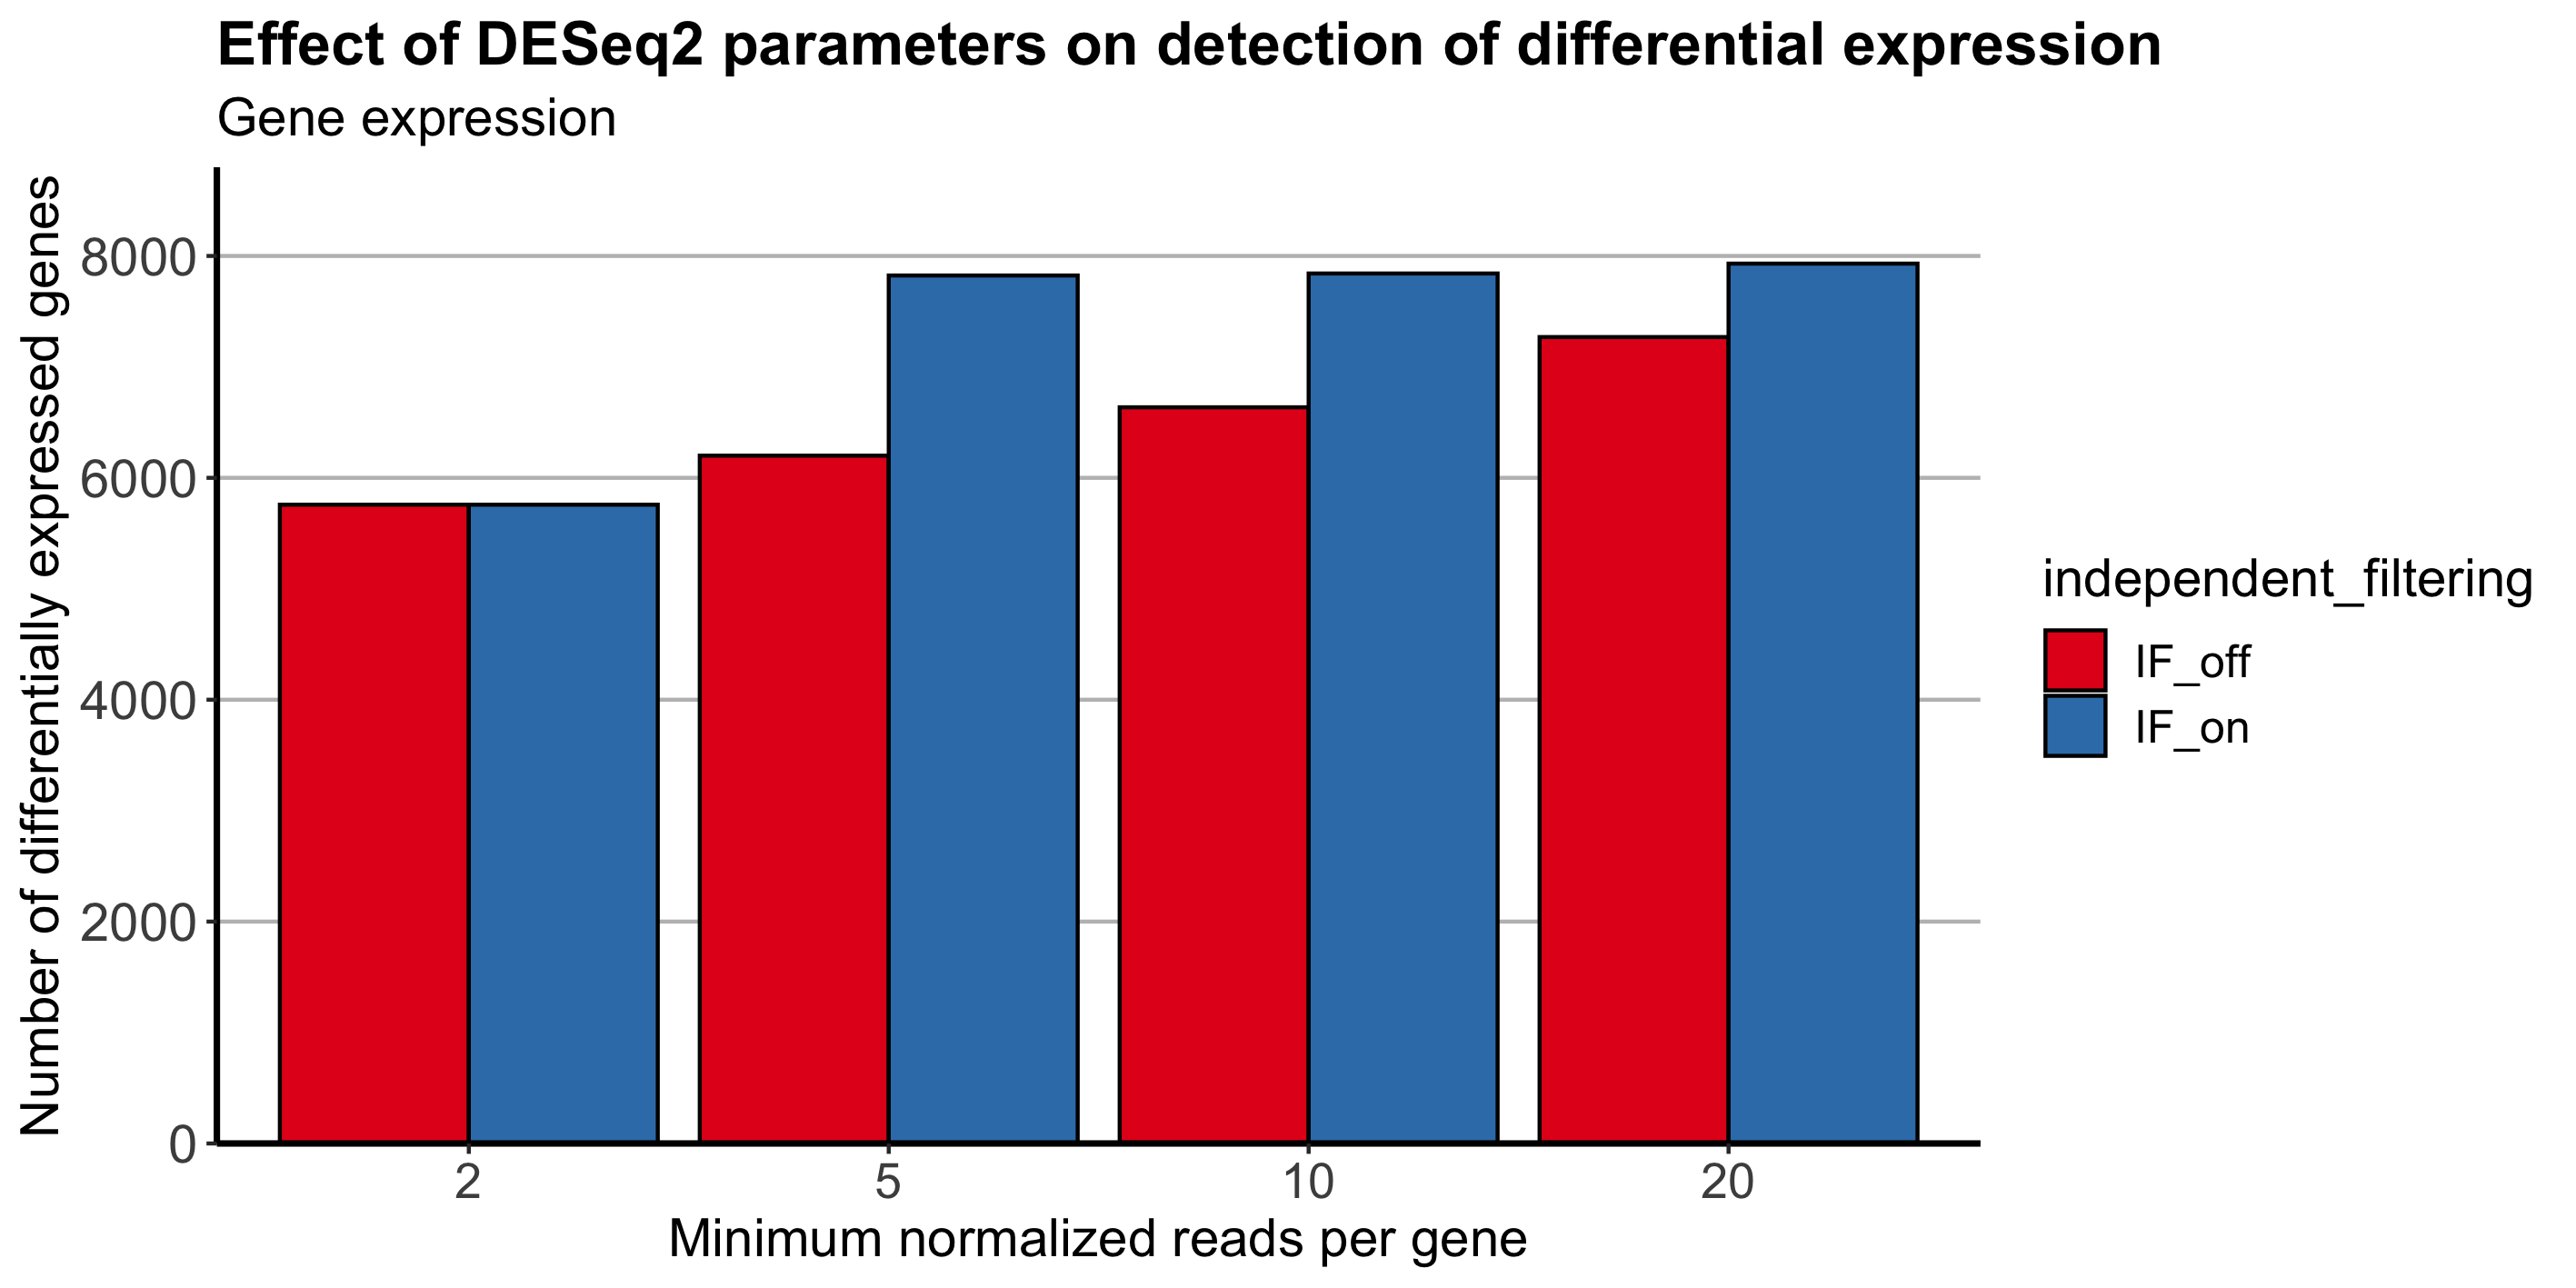 Effect of DESeq2 parameters on detection of differential expression
Gene expression
Number of differentially expressed genes
8000
6000
4000
2000
0
2
5
10
20
Minimum normalized reads per gene
independent_filtering
IF_off
IF_on